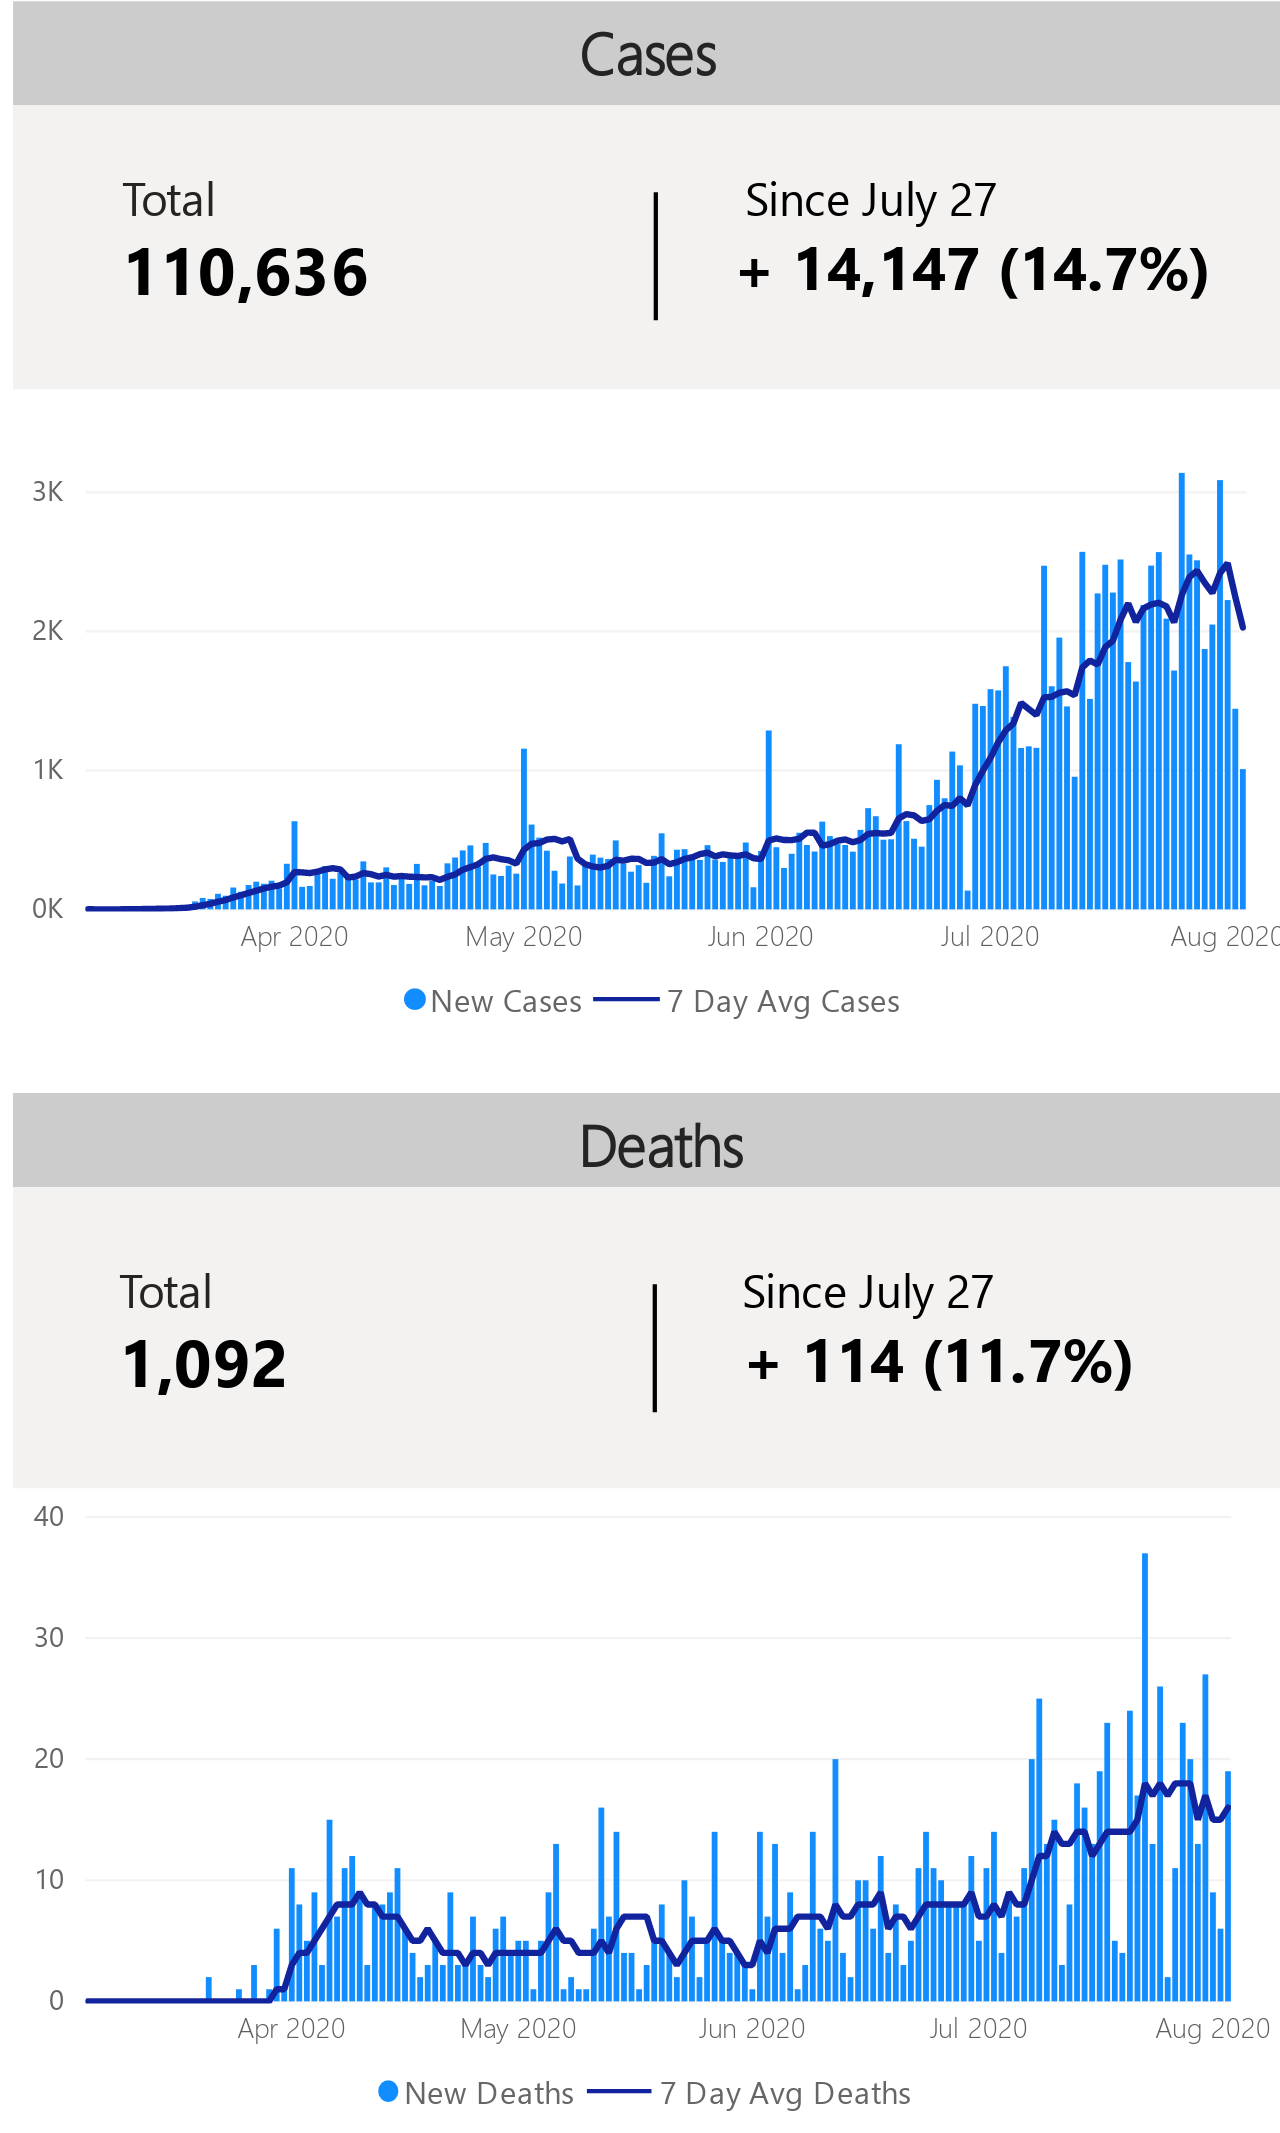 Cases
Total
Since July 27
110,636
+ 14,147 (14.7%)
3K
2K
1K
0K
Apr 2020
May 2020
Jun 2020
Jul 2020
Aug 2020
New Cases
7 Day Avg Cases
Deaths
Total
Since July 27
1,092
+ 114 (11.7%)
40
30
20
10
0
Apr 2020
May 2020
Jun 2020
Jul 2020
Aug 2020
New Deaths
7 Day Avg Deaths